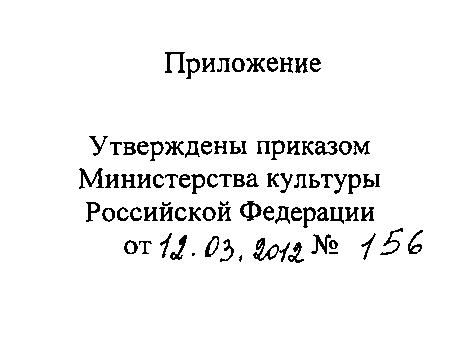 Приложение
Утверждены приказом
Министерства культуры
Российской Федерации
от 12.03.2012 № 156